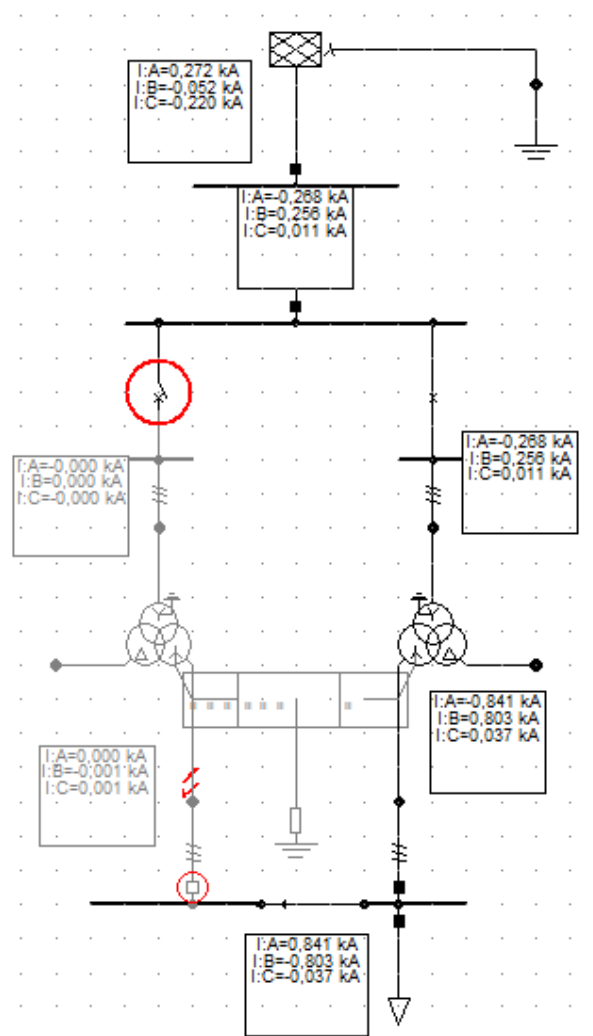 I:A=0,272 kA
I:B=-0,052 kA
I:C=-0,220 kA
I:A=-0,268 kA
I:B=0,256 kA
I:C=0,011 kA
I:A=-0,268 kA
I:B=0,256 kA
I:C=0,011 kA
I:A=-0,000 kA
I:B=0,000 kA
I:C=-0,000 kA
I:A=-0,841 kA
I:B=0,803 kA
I:C=0,037 kA
I:A=0,000 kA
I:B=-0,001 kA
I:C=0,001 kA
I:A=0,841 kA
I:B=-0,803 kA
I:C=-0,037 kA